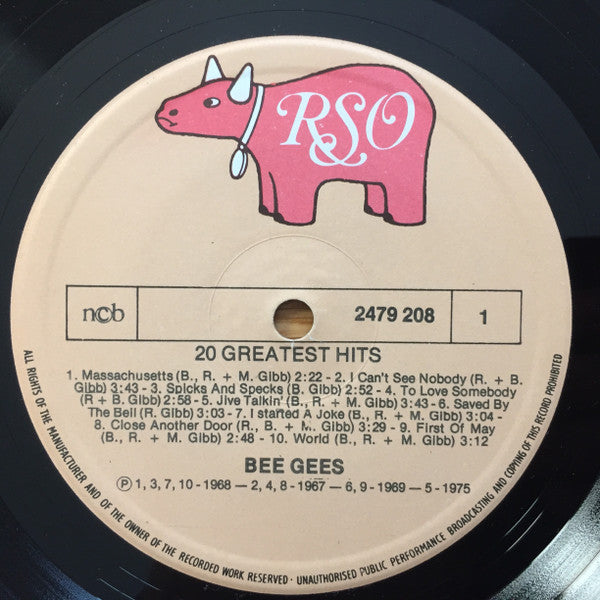 RSO
ncb
2479 208
1
20 GREATEST HITS
1. Massachusetts (B., R. + M. Gibb) 2:22 - 2. I Can't See Nobody (R. + B.
Gibb) 3:43 - 3. Spicks And Specks (B. Gibb) 2:52 - 4. To Love Somebody
(R + B. Gibb) 2:58 - 5. Jive Talkin' (B., R. + M. Gibb) 3:43 - 6. Saved By
The Bell (R. Gibb) 3:03 - 7. I started A Joke (B., R. + M. Gibb) 3:04 -
8. Close Another Door (R., B. + M. Gibb) 3:29 - 9. First Of May
(B., R. + M. Gibb) 2:48 - 10. World (B., R. + M. Gibb) 3:12
BEE GEES
Ⓟ 1, 3, 7, 10 - 1968 — 2, 4, 8 - 1967 — 6, 9 - 1969 — 5 - 1975
ALL RIGHTS OF THE MANUFACTURER AND OF THE OWNER OF THE RECORDED WORK RESERVED · UNAUTHORISED PUBLIC PERFORMANCE BROADCASTING AND COPYING OF THIS RECORD PROHIBITED